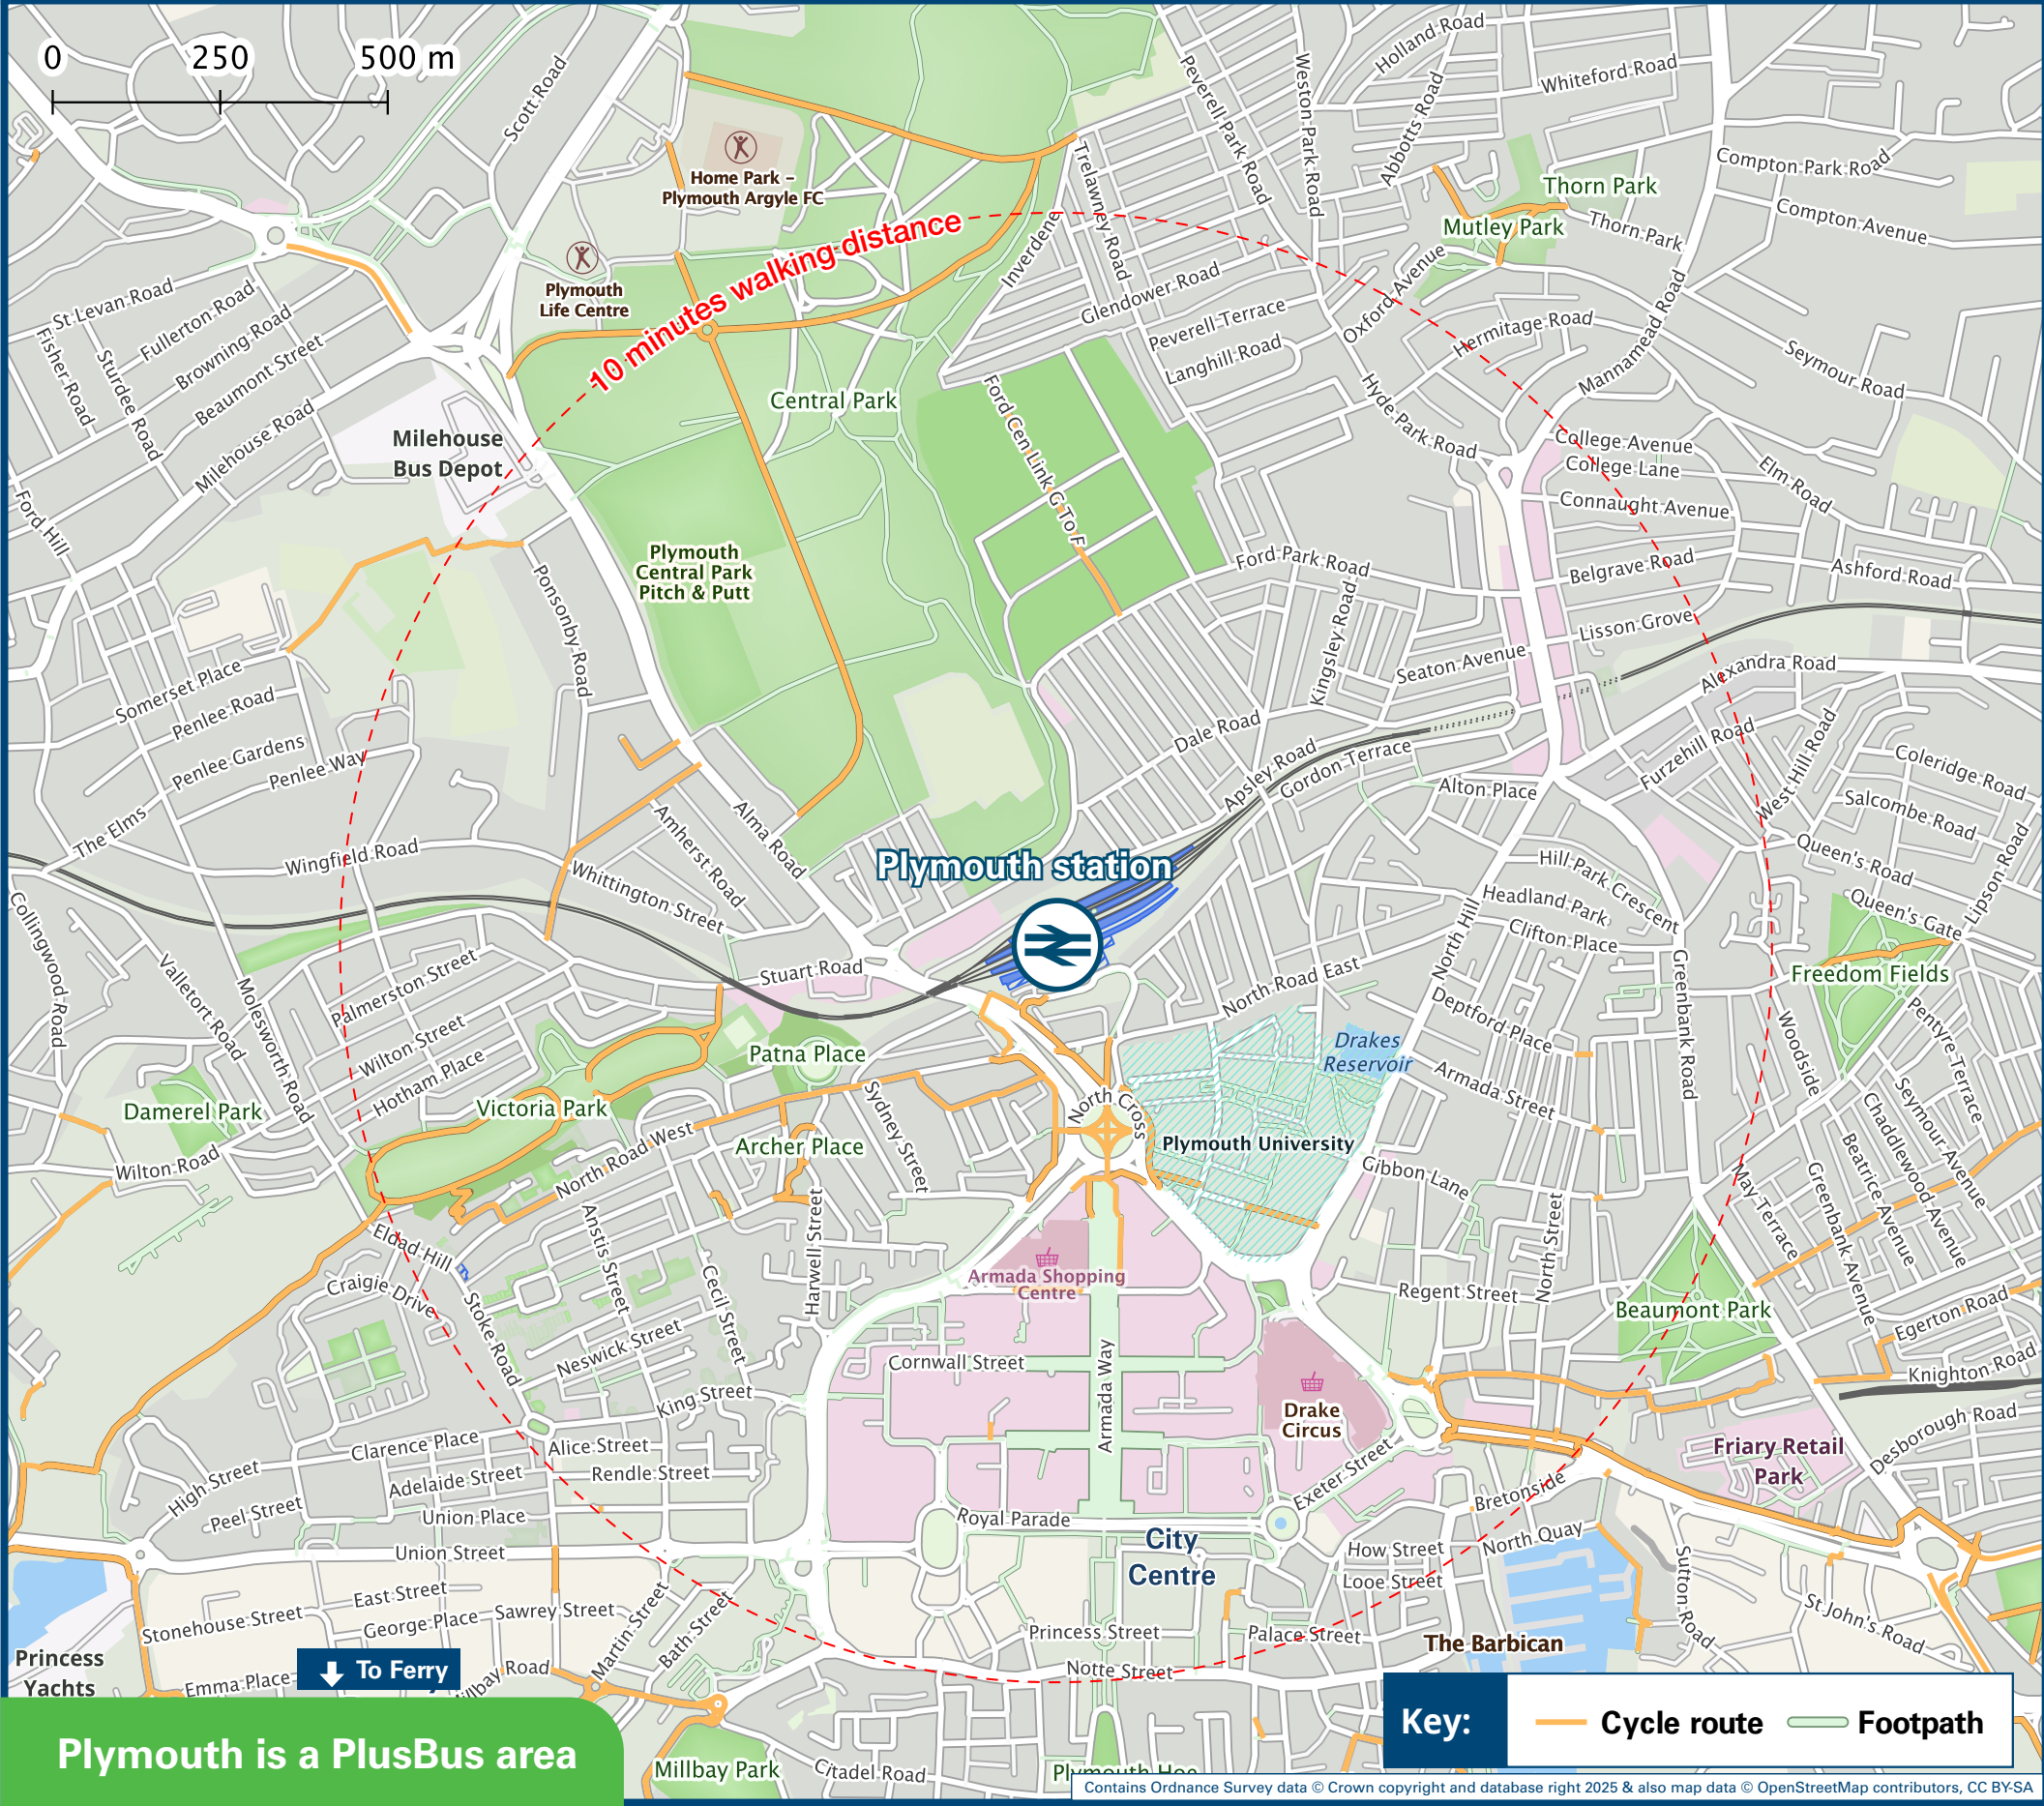 0 250 500 m
Scott Road
Holland Road
Whiteford Road
Peverell Park Road
Weston Park Road
Abbotts Road
Home Park –
Plymouth Argyle FC
Trelawney Road
Thorn Park
Compton Park Road
Mutley Park
Thorn Park
Compton Avenue
10 minutes walking distance
Inverdene
Plymouth
Life Centre
Glendower Road
Peverell Terrace
Langhill Road
Oxford Avenue
Hermitage Road
Mannamead Road
Seymour Road
St Levan Road
Fullerton Road
Browning Road
Beaumont Street
Fisher Road
Sturdee Road
Milehouse Road
Milehouse
Bus Depot
Central Park
Ford Cen Link G To F
Hyde Park Road
College Avenue
College Lane
Connaught Avenue
Elm Road
Ford Hill
Plymouth
Central Park
Pitch & Putt
Ponsonby Road
Ford Park Road
Kingsley Road
Belgrave Road
Ashford Road
Lisson Grove
Seaton Avenue
Alexandra Road
Somerset Place
Penlee Road
Penlee Gardens
Penlee Way
Dale Road
Apsley Road
Gordon Terrace
Alton Place
Furzehill Road
West Hill Road
Coleridge Road
Salcombe Road
Queen's Road
Lipson Road
Queen's Gate
The Elms
Wingfield Road
Whittington Street
Amherst Road
Alma Road
Plymouth station
Hill Park Crescent
Headland Park
Clifton Place
North Hill
Freedom Fields
Collingwood Road
Valletort Road
Molesworth Road
Palmerston Street
Stuart Road
North Road East
Deptford Place
Greenbank Road
Woodside
Pentyre Terrace
Wilton Street
Hotham Place
Patna Place
Drakes
Reservoir
Armada Street
Damerel Park
Victoria Park
North Cross
Plymouth University
Wilton Road
North Road West
Archer Place
Sydney Street
Gibbon Lane
May Terrace
Seymour Avenue
Chaddlewood Avenue
Beatrice Avenue
Greenbank Avenue
Eldad Hill
Craigie Drive
Stoke Road
Anstis Street
Cecil Street
Harwell Street
Armada Shopping
Centre
Regent Street
North Street
Beaumont Park
Egerton Road
Knighton Road
Neswick Street
Cornwall Street
Armada Way
Drake
Circus
King Street
Clarence Place
Alice Street
Adelaide Street
Rendle Street
High Street
Peel Street
Union Place
Union Street
Royal Parade
Exeter Street
Bretonside
Friary Retail
Park
Desborough Road
City
Centre
How Street
Looe Street
North Quay
Sutton Road
St John's Road
East Street
Stonehouse Street
George Place
Sawrey Street
Martin Street
Bath Street
Princess Street
Palace Street
Notte Street
The Barbican
Princess
Yachts
Emma Place
To Ferry
Millbay Road
Plymouth is a PlusBus area
Millbay Park
Citadel Road
Plymouth Hoe
Key:
Cycle route
Footpath
Contains Ordnance Survey data © Crown copyright and database right 2025 & also map data © OpenStreetMap contributors, CC BY-SA